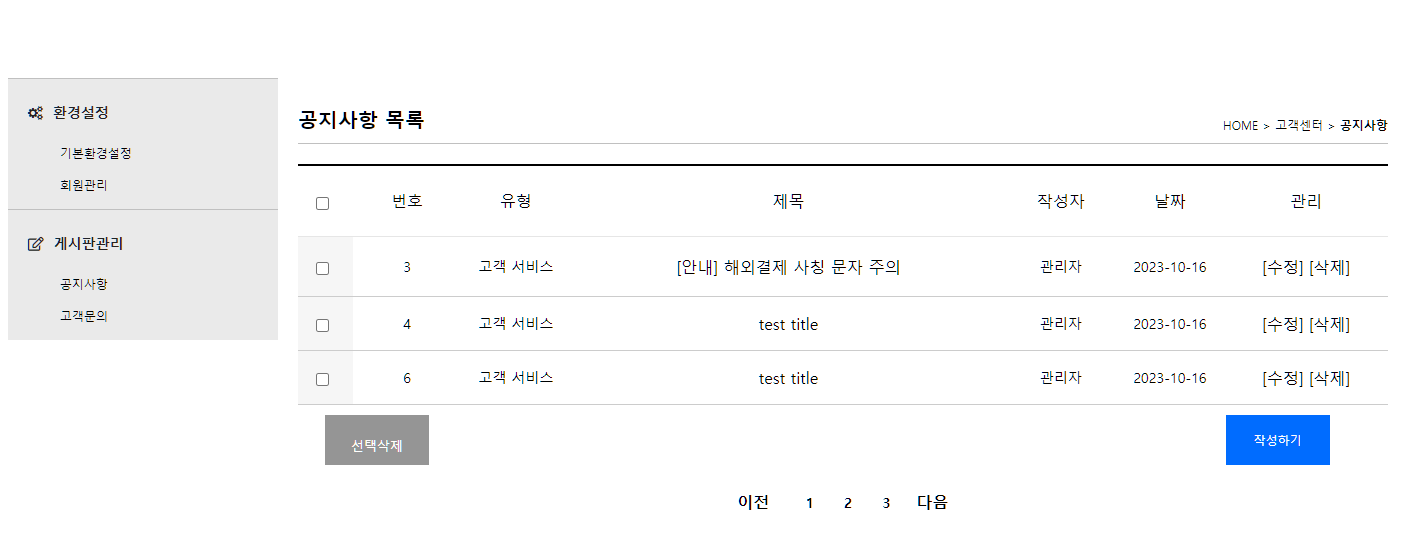 환경설정
기본환경설정
회원관리
게시판관리
공지사항
고객문의
공지사항 목록
HOME > 고객센터 > 공지사항
번호 유형 제목 작성자 날짜 관리
3 고객 서비스 [안내] 해외결제 사칭 문자 주의 관리자 2023-10-16 [수정] [삭제]
4 고객 서비스 test title 관리자 2023-10-16 [수정] [삭제]
6 고객 서비스 test title 관리자 2023-10-16 [수정] [삭제]
선택삭제 작성하기
이전 1 2 3 다음